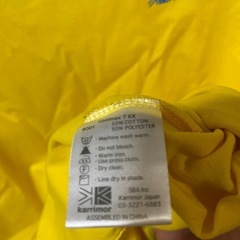 BODY 50% COTTON
50% POLYESTER
Machine wash warm.
Do not bleach.
Warm iron.
Use press cloth.
Dry clean.
Line dry in shade.
karrimor
SBA Inc
Karrimor Japan
ASSEMBLED IN CHINA